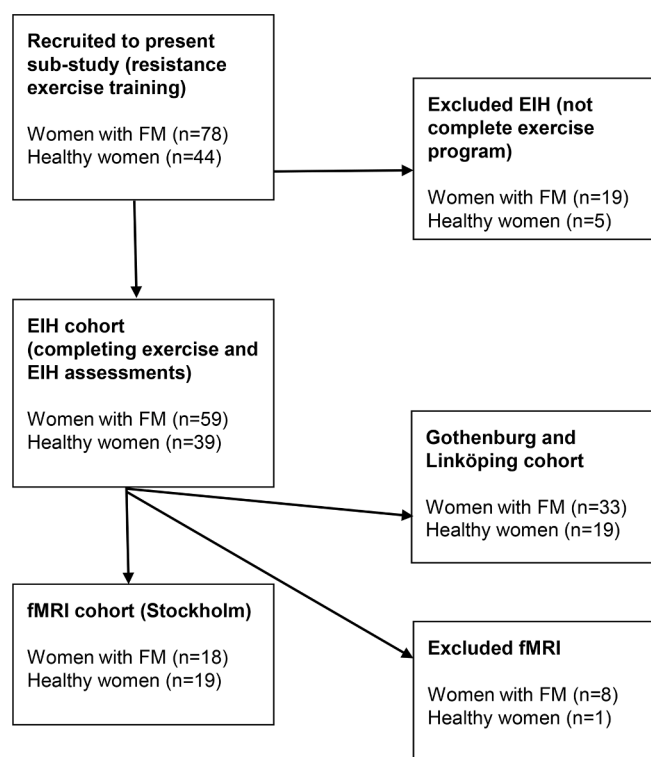 Recruited to present
sub-study (resistance
exercise training)
Women with FM (n=78)
Healthy women (n=44)
Excluded EIH (not
complete exercise
program)
Women with FM (n=19)
Healthy women (n=5)
EIH cohort
(completing exercise and
EIH assessments)
Women with FM (n=59)
Healthy women (n=39)
Gothenburg and
Linköping cohort
Women with FM (n=33)
Healthy women (n=19)
fMRI cohort (Stockholm)
Women with FM (n=18)
Healthy women (n=19)
Excluded fMRI
Women with FM (n=8)
Healthy women (n=1)